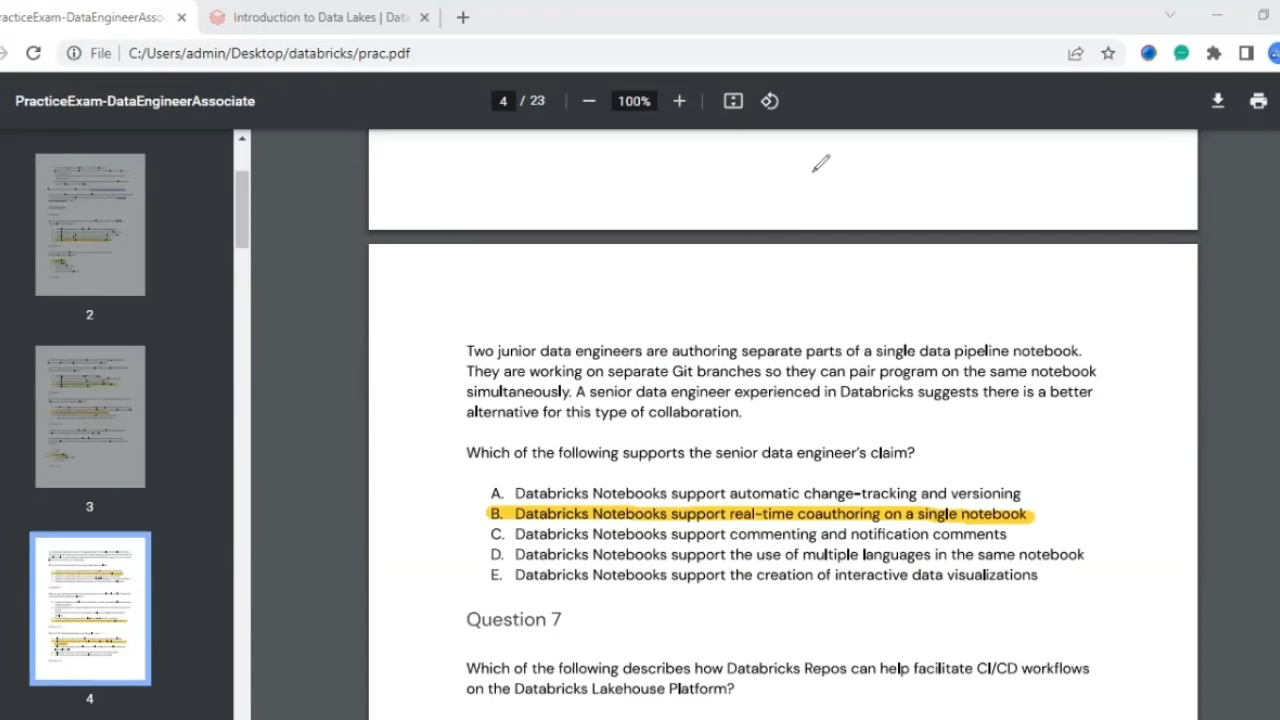 racticeExam-DataEngineerAsso
Introduction to Data Lakes | Data
File
C:/Users/admin/Desktop/databricks/prac.pdf
PracticeExam-DataEngineerAssociate
4 / 23
100%
2
3
4
Two junior data engineers are authoring separate parts of a single data pipeline notebook.
They are working on separate Git branches so they can pair program on the same notebook
simultaneously. A senior data engineer experienced in Databricks suggests there is a better
alternative for this type of collaboration.
Which of the following supports the senior data engineer's claim?
A. Databricks Notebooks support automatic change-tracking and versioning
B. Databricks Notebooks support real-time coauthoring on a single notebook
C. Databricks Notebooks support commenting and notification comments
D. Databricks Notebooks support the use of multiple languages in the same notebook
E. Databricks Notebooks support the creation of interactive data visualizations
Question 7
Which of the following describes how Databricks Repos can help facilitate CI/CD workflows
on the Databricks Lakehouse Platform?